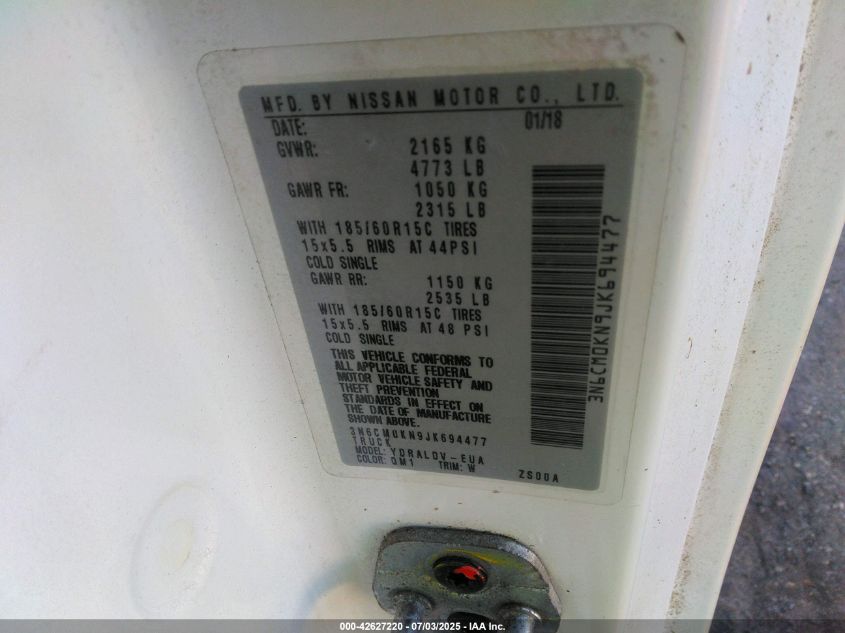 MFD. BY NISSAN MOTOR CO., LTD.
DATE: 01/18
GVWR: 2165 KG
4773 LB
GAWR FR: 1050 KG
2315 LB
WITH 185/60R15C TIRES
15x5.5 RIMS AT 44PSI
COLD SINGLE
GAWR RR: 1150 KG
2535 LB
WITH 185/60R15C TIRES
15x5.5 RIMS AT 48 PSI
COLD SINGLE
THIS VEHICLE CONFORMS TO
ALL APPLICABLE FEDERAL
MOTOR VEHICLE SAFETY AND
THEFT PREVENTION
STANDARDS IN EFFECT ON
THE DATE OF MANUFACTURE
SHOWN ABOVE.
3N6CM0KN9JK694477
TRUCK
MODEL: YDRALDV-EUA
COLOR: QM1 TRIM: W ZS00A
3N6CM0KN9JK694477
000-42627220 - 07/03/2025 - IAA Inc.